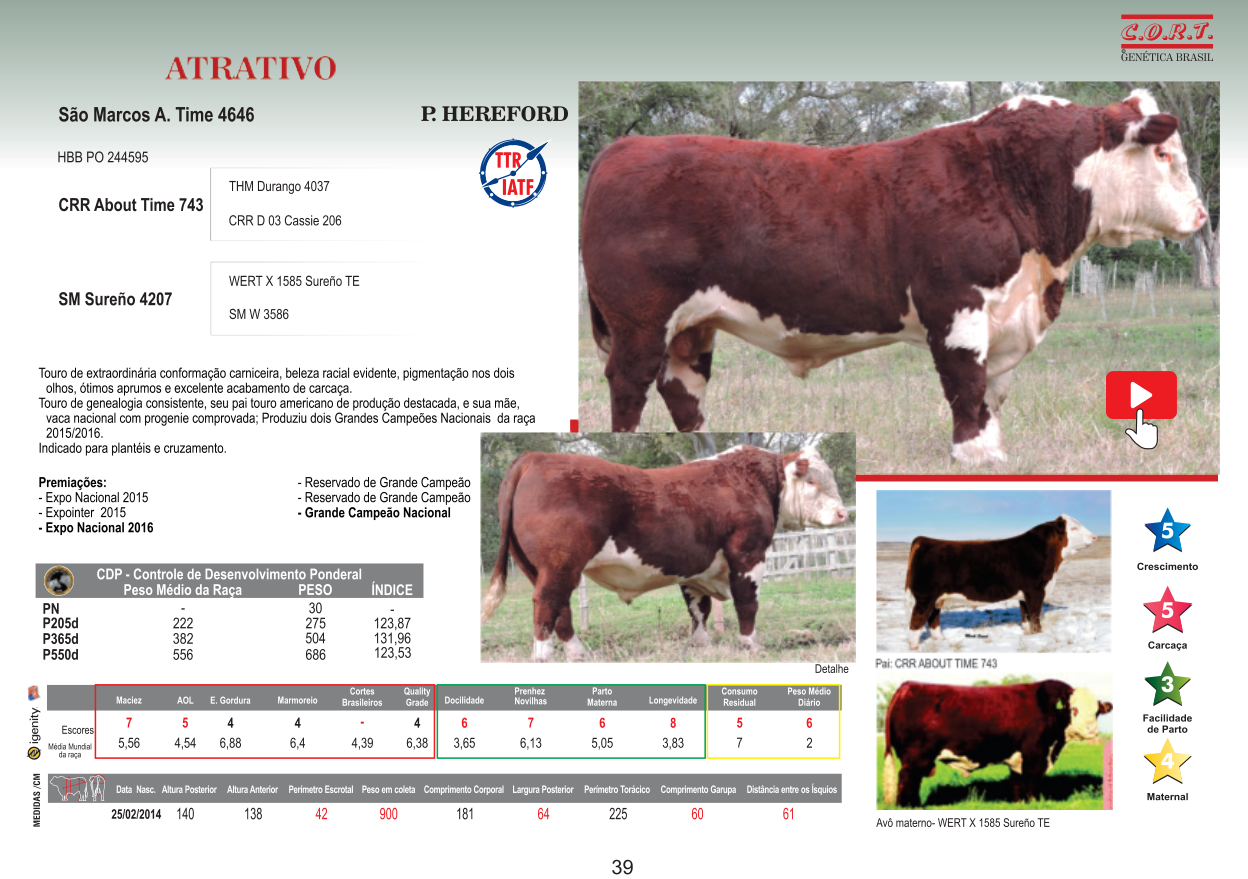 C.O.R.T.
GENÉTICA BRASIL
ATRATIVO
São Marcos A. Time 4646
P. HEREFORD
HBB PO 244595
TTR
IATF
THM Durango 4037
CRR About Time 743
CRR D 03 Cassie 206
WERT X 1585 Sureño TE
SM Sureño 4207
SM W 3586
Touro de extraordinária conformação carniceira, beleza racial evidente, pigmentação nos dois
olhos, ótimos aprumos e excelente acabamento de carcaça.
Touro de genealogia consistente, seu pai touro americano de produção destacada, e sua mãe,
vaca nacional com progenie comprovada; Produziu dois Grandes Campeões Nacionais da raça
2015/2016.
Indicado para plantéis e cruzamento.
Premiações:
- Expo Nacional 2015 - Reservado de Grande Campeão
- Expointer 2015 - Reservado de Grande Campeão
- Expo Nacional 2016 - Grande Campeão Nacional
CDP - Controle de Desenvolvimento Ponderal
Peso Médio da Raça PESO ÍNDICE
PN - 30 -
P205d 222 275 123,87
P365d 382 504 131,96
P550d 556 686 123,53
Detalhe
5
Crescimento
5
Carcaça
3
Facilidade
de Parto
4
Maternal
Pai: CRR ABOUT TIME 743
Avô materno- WERT X 1585 Sureño TE
igenity
Maciez AOL E. Gordura Marmoreio Cortes Brasileiros Quality Grade Docilidade Prenhez Novilhas Parto Materna Longevidade Consumo Residual Peso Médio Diário
Escores 7 5 4 4 - 4 6 7 6 8 5 6
Média Mundial da raça 5,56 4,54 6,88 6,4 4,39 6,38 3,65 6,13 5,05 3,83 7 2
MEDIDAS /CM
Data Nasc. Altura Posterior Altura Anterior Perímetro Escrotal Peso em coleta Comprimento Corporal Largura Posterior Perímetro Torácico Comprimento Garupa Distância entre os Ísquios
25/02/2014 140 138 42 900 181 64 225 60 61
39